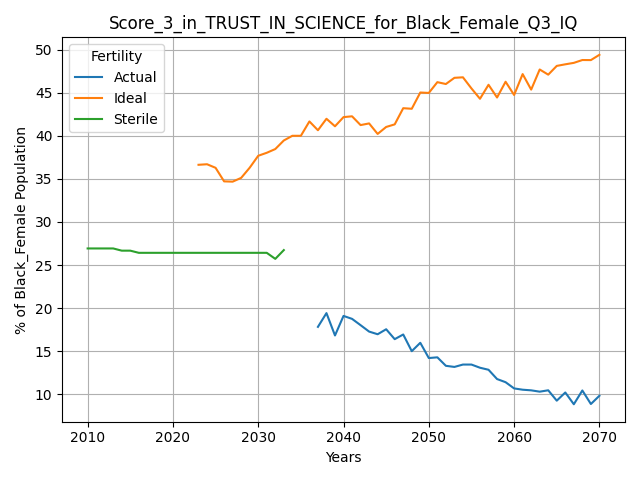 Score_3_in_TRUST_IN_SCIENCE_for_Black_Female_Q3_IQ
Fertility
Actual
Ideal
Sterile
% of Black_Female Population
50
45
40
35
30
25
20
15
10
2010 2020 2030 2040 2050 2060 2070
Years